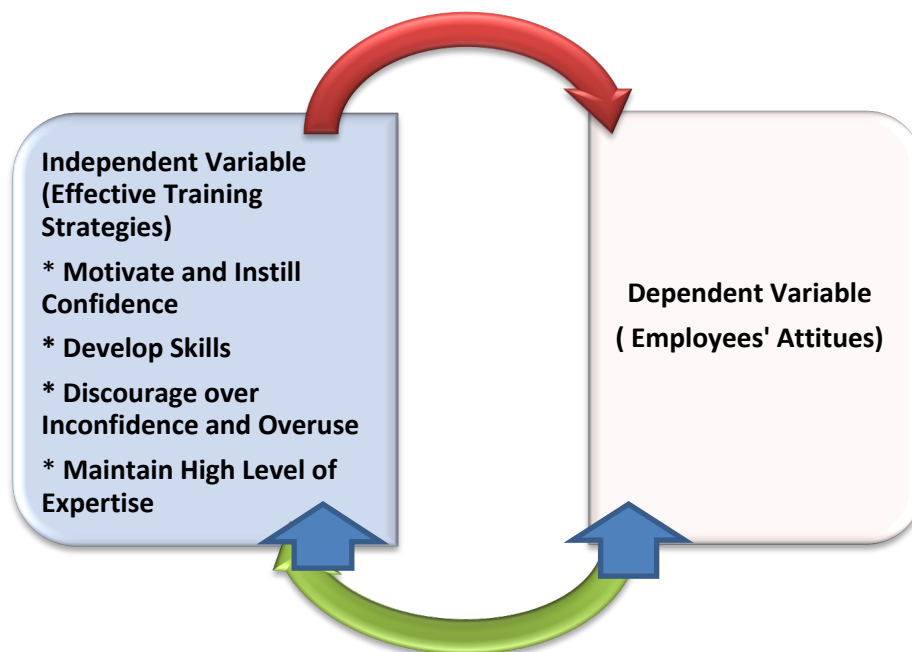 Independent Variable
(Effective Training
Strategies)
* Motivate and Instill
Confidence
* Develop Skills
* Discourage over
Inconfidence and Overuse
* Maintain High Level of
Expertise
Dependent Variable
( Employees' Attitues)